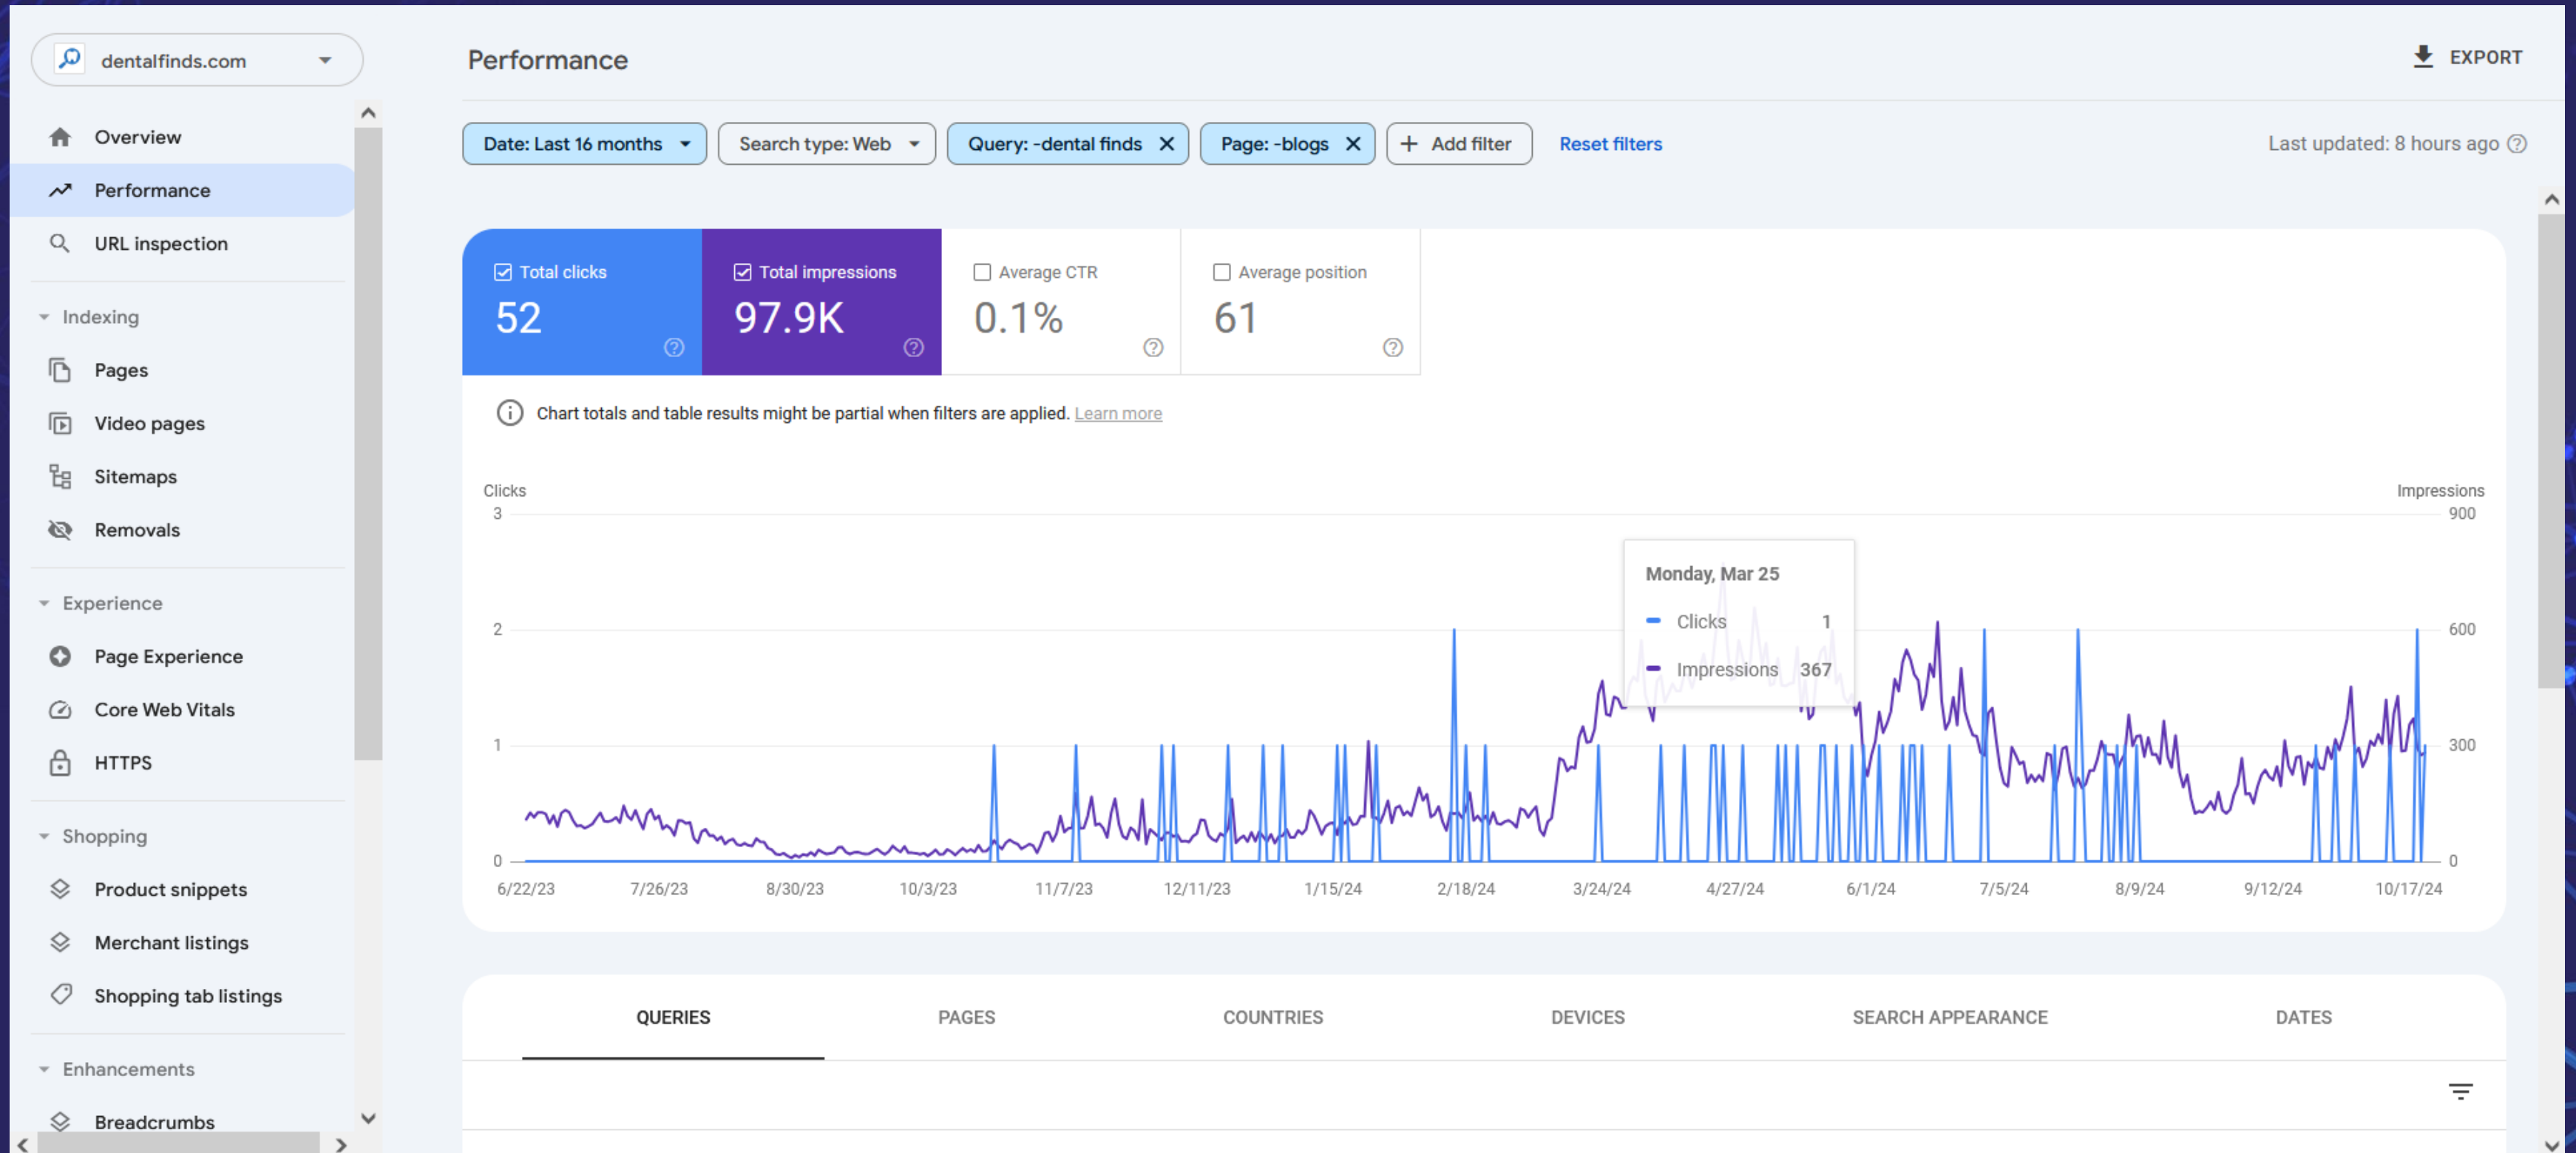 dentalfinds.com
Overview
Performance
URL inspection
Indexing
Pages
Video pages
Sitemaps
Removals
Experience
Page Experience
Core Web Vitals
HTTPS
Shopping
Product snippets
Merchant listings
Shopping tab listings
Enhancements
Breadcrumbs
Performance
EXPORT
Date: Last 16 months
Search type: Web
Query: -dental finds
Page: -blogs
+ Add filter
Reset filters
Last updated: 8 hours ago
Total clicks
52
Total impressions
97.9K
Average CTR
0.1%
Average position
61
Chart totals and table results might be partial when filters are applied. Learn more
Clicks
Impressions
3
900
2
600
1
300
0
0
Monday, Mar 25
Clicks 1
Impressions 367
6/22/23 7/26/23 8/30/23 10/3/23 11/7/23 12/11/23 1/15/24 2/18/24 3/24/24 4/27/24 6/1/24 7/5/24 8/9/24 9/12/24 10/17/24
QUERIES PAGES COUNTRIES DEVICES SEARCH APPEARANCE DATES